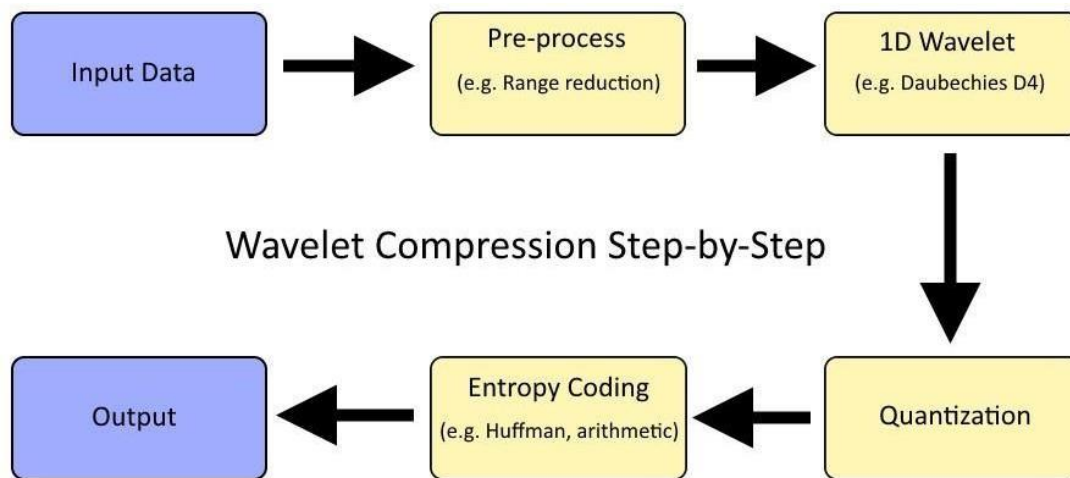 Input Data
Pre-process
(e.g. Range reduction)
1D Wavelet
(e.g. Daubechies D4)
Wavelet Compression Step-by-Step
Output
Entropy Coding
(e.g. Huffman, arithmetic)
Quantization